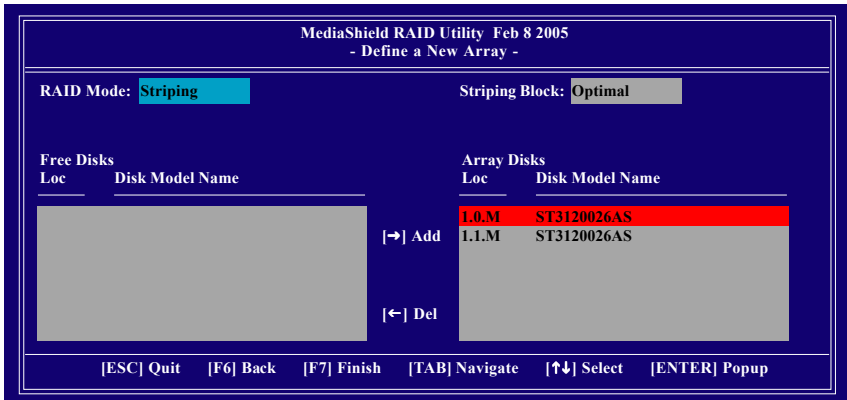 MediaShield RAID Utility Feb 8 2005
- Define a New Array -
RAID Mode: Striping Striping Block: Optimal
Free Disks Array Disks
Loc Disk Model Name Loc Disk Model Name
1.0.M ST3120026AS
[→] Add 1.1.M ST3120026AS
[←] Del
[ESC] Quit [F6] Back [F7] Finish [TAB] Navigate [↑↓] Select [ENTER] Popup